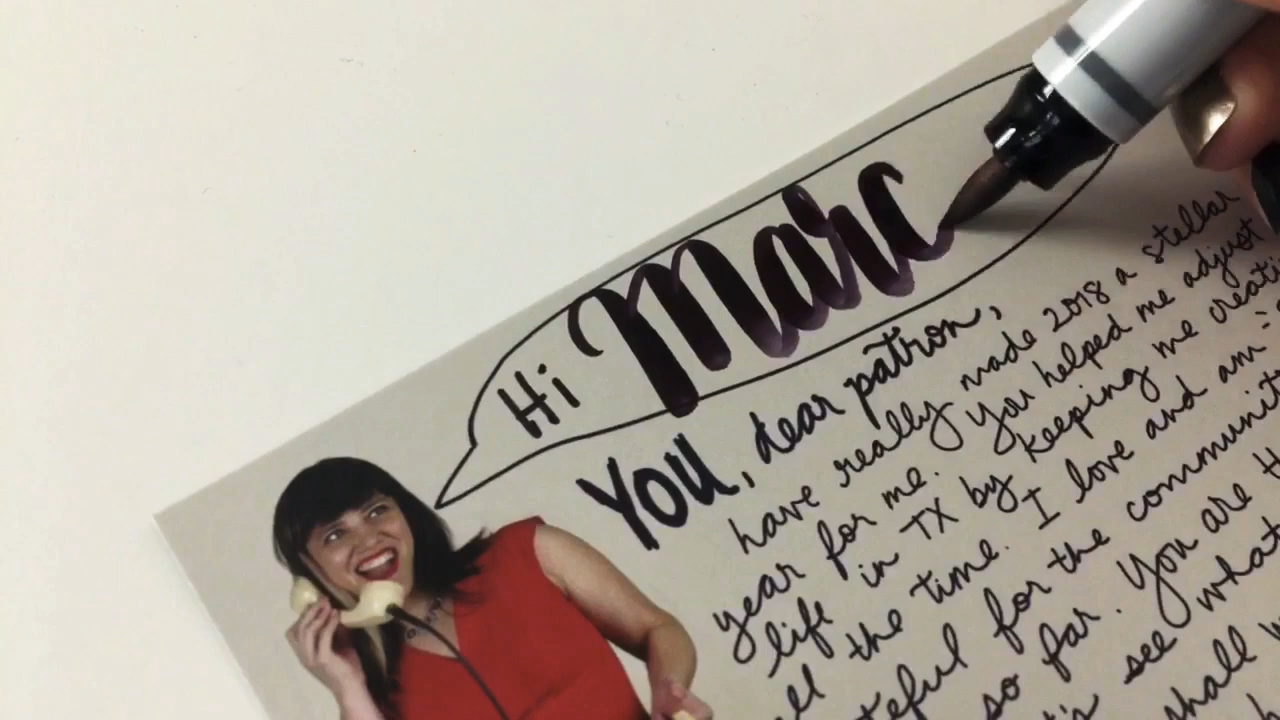 Hi Marc
You, dear patron,
have really made 2018 a stellar
year for me. You helped me adjust
life in TX by keeping me creati
ll the time. I love and am
teful for the communit
so far. You are
see what
shall